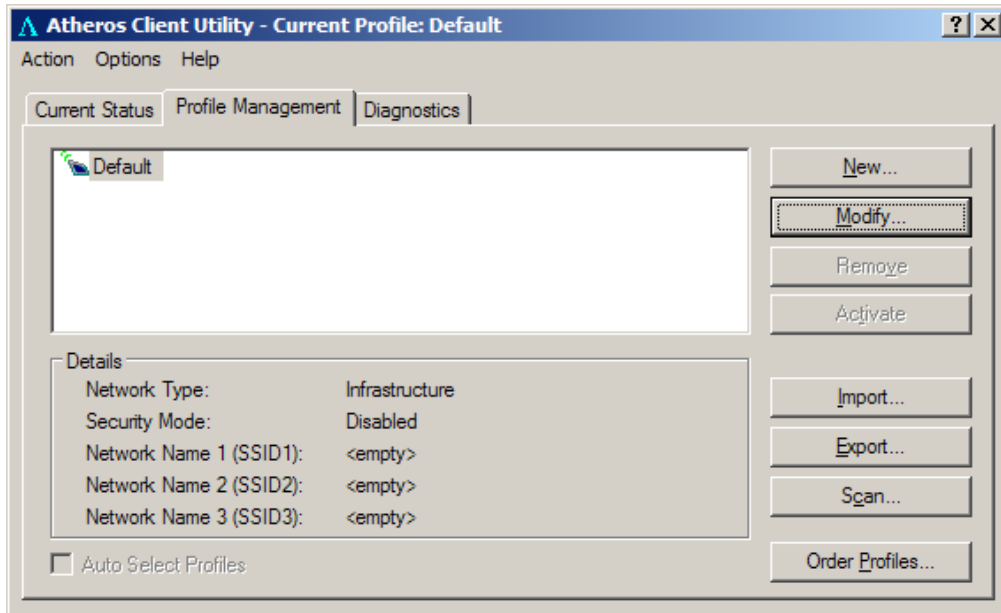 Atheros Client Utility - Current Profile: Default
Action Options Help
Current Status Profile Management Diagnostics
Default
New...
Modify...
Remove
Activate
Details
Network Type: Infrastructure
Security Mode: Disabled
Network Name 1 (SSID1): <empty>
Network Name 2 (SSID2): <empty>
Network Name 3 (SSID3): <empty>
Import...
Export...
Scan...
Auto Select Profiles
Order Profiles...